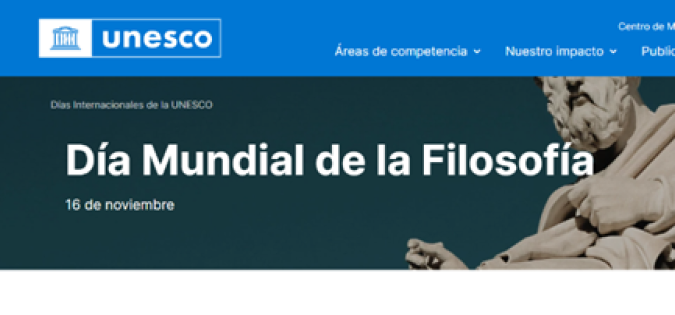 Centro de M
unesco
Áreas de competencia
Nuestro impacto
Public
Días Internacionales de la UNESCO
Día Mundial de la Filosofía
16 de noviembre